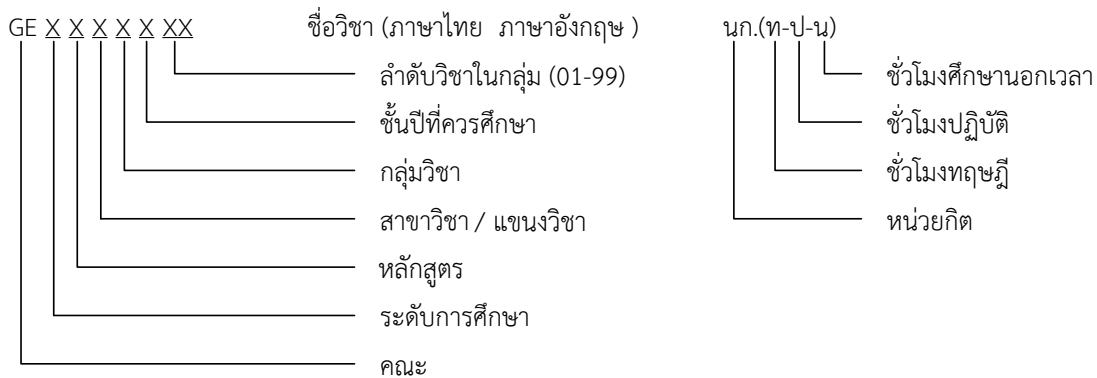 GE X X X X X XX ชื่อวิชา (ภาษาไทย ภาษาอังกฤษ ) นก.(ท-ป-น)
ลำดับวิชาในกลุ่ม (01-99) ชั่วโมงศึกษานอกเวลา
ชั้นปีที่ควรศึกษา ชั่วโมงปฏิบัติ
กลุ่มวิชา ชั่วโมงทฤษฎี
สาขาวิชา / แขนงวิชา หน่วยกิต
หลักสูตร
ระดับการศึกษา
คณะ